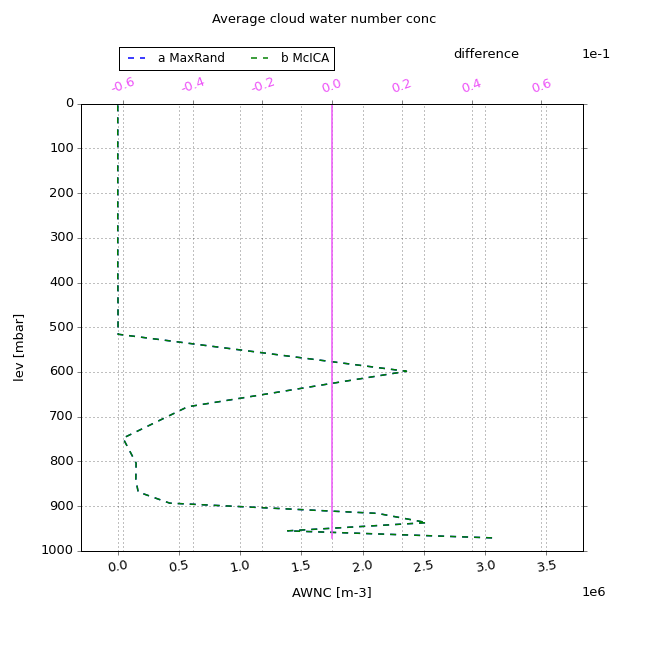 Average cloud water number conc
a MaxRand b McICA difference 1e-1
-0.6 -0.4 -0.2 0.0 0.2 0.4 0.6
0
100
200
300
400
500
600
700
800
900
1000
lev [mbar]
0.0 0.5 1.0 1.5 2.0 2.5 3.0 3.5
AWNC [m-3] 1e6